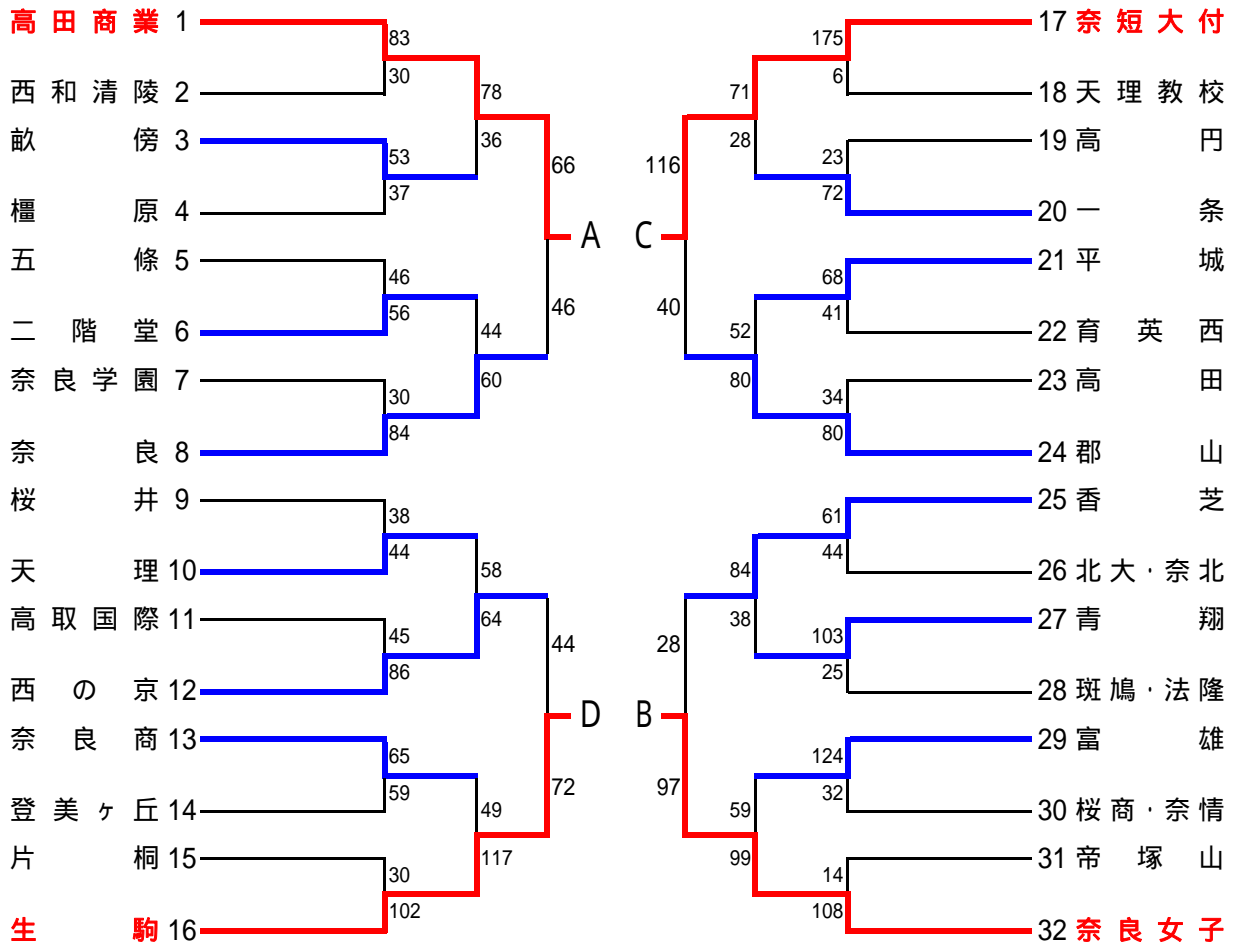 高田商業 1
83
30
西和清陵 2
78
36
畝傍 3
53
37
橿原 4
66
46
A
五條 5
46
56
二階堂 6
44
60
奈良学園 7
30
84
奈良 8
桜井 9
38
44
天理 10
58
64
高取国際 11
45
86
西の京 12
44
72
D
奈良商 13
65
59
登美ヶ丘 14
49
117
片桐 15
30
102
生駒 16
17 奈短大付
175
6
18 天理教校
71
28
19 高円
23
72
20 一条
116
40
C
21 平城
68
41
22 育英西
52
80
23 高田
34
80
24 郡山
25 香芝
61
44
26 北大・奈北
84
38
27 青翔
103
25
28 斑鳩・法隆
28
97
B
29 富雄
124
32
30 桜商・奈情
59
99
31 帝塚山
14
108
32 奈良女子